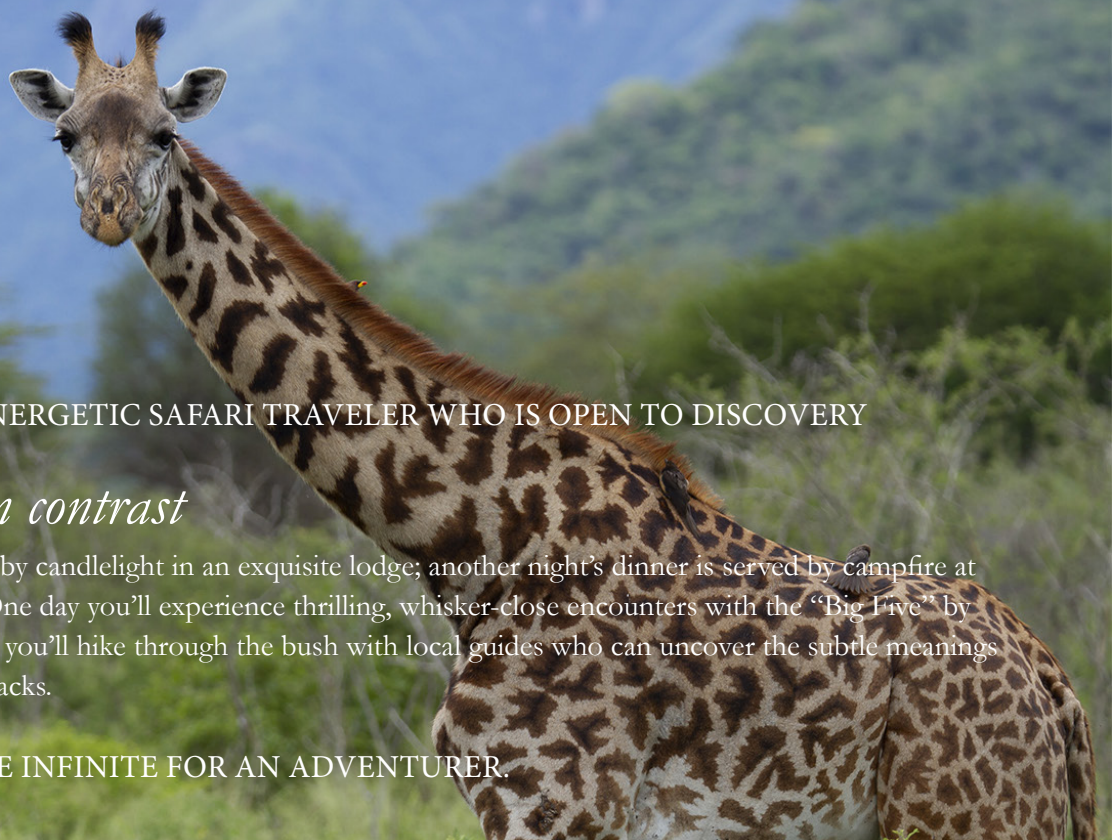 NERGETIC SAFARI TRAVELER WHO IS OPEN TO DISCOVERY
n contrast
by candlelight in an exquisite lodge; another night’s dinner is served by campfire at
One day you’ll experience thrilling, whisker-close encounters with the “Big Five” by
you’ll hike through the bush with local guides who can uncover the subtle meanings
acks.
E INFINITE FOR AN ADVENTURER.